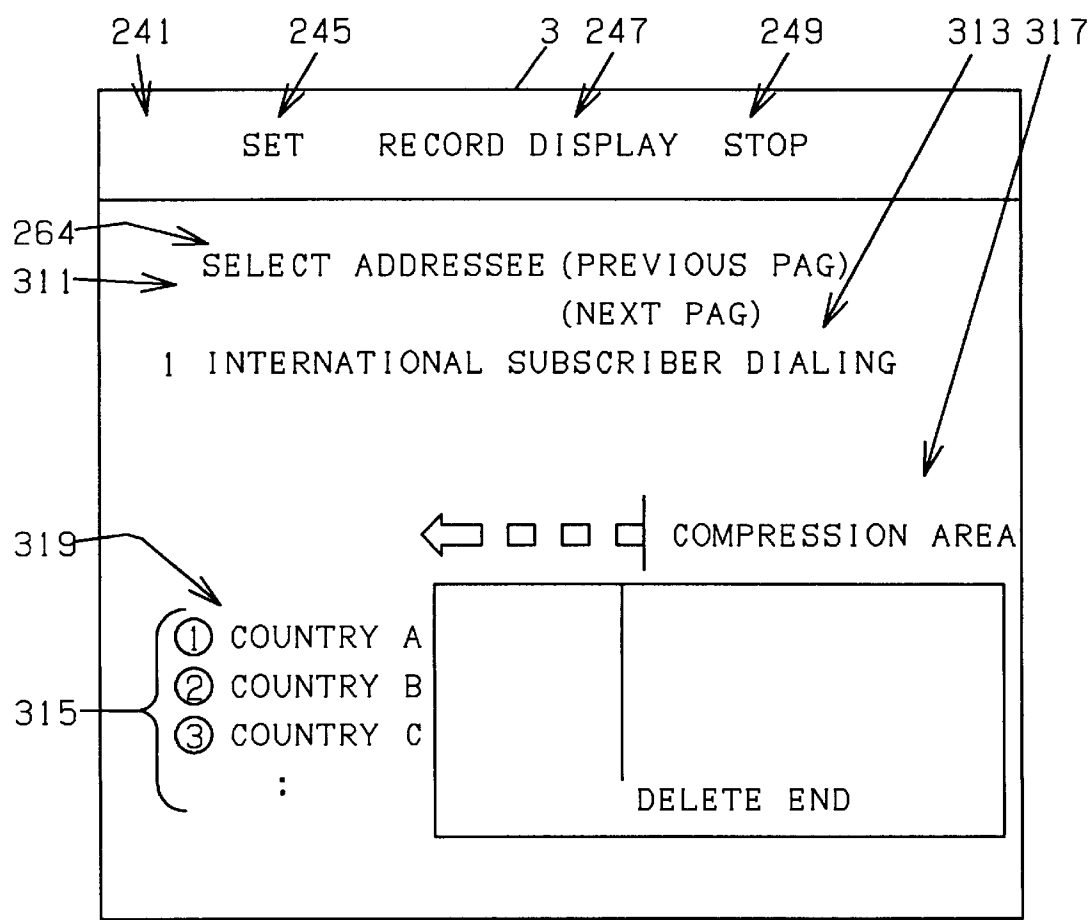 241 245 3 247 249 313 317
SET RECORD DISPLAY STOP
264
SELECT ADDRESSEE (PREVIOUS PAG)
311
(NEXT PAG)
1 INTERNATIONAL SUBSCRIBER DIALING
COMPRESSION AREA
319
① COUNTRY A
② COUNTRY B
315
③ COUNTRY C
:
DELETE END